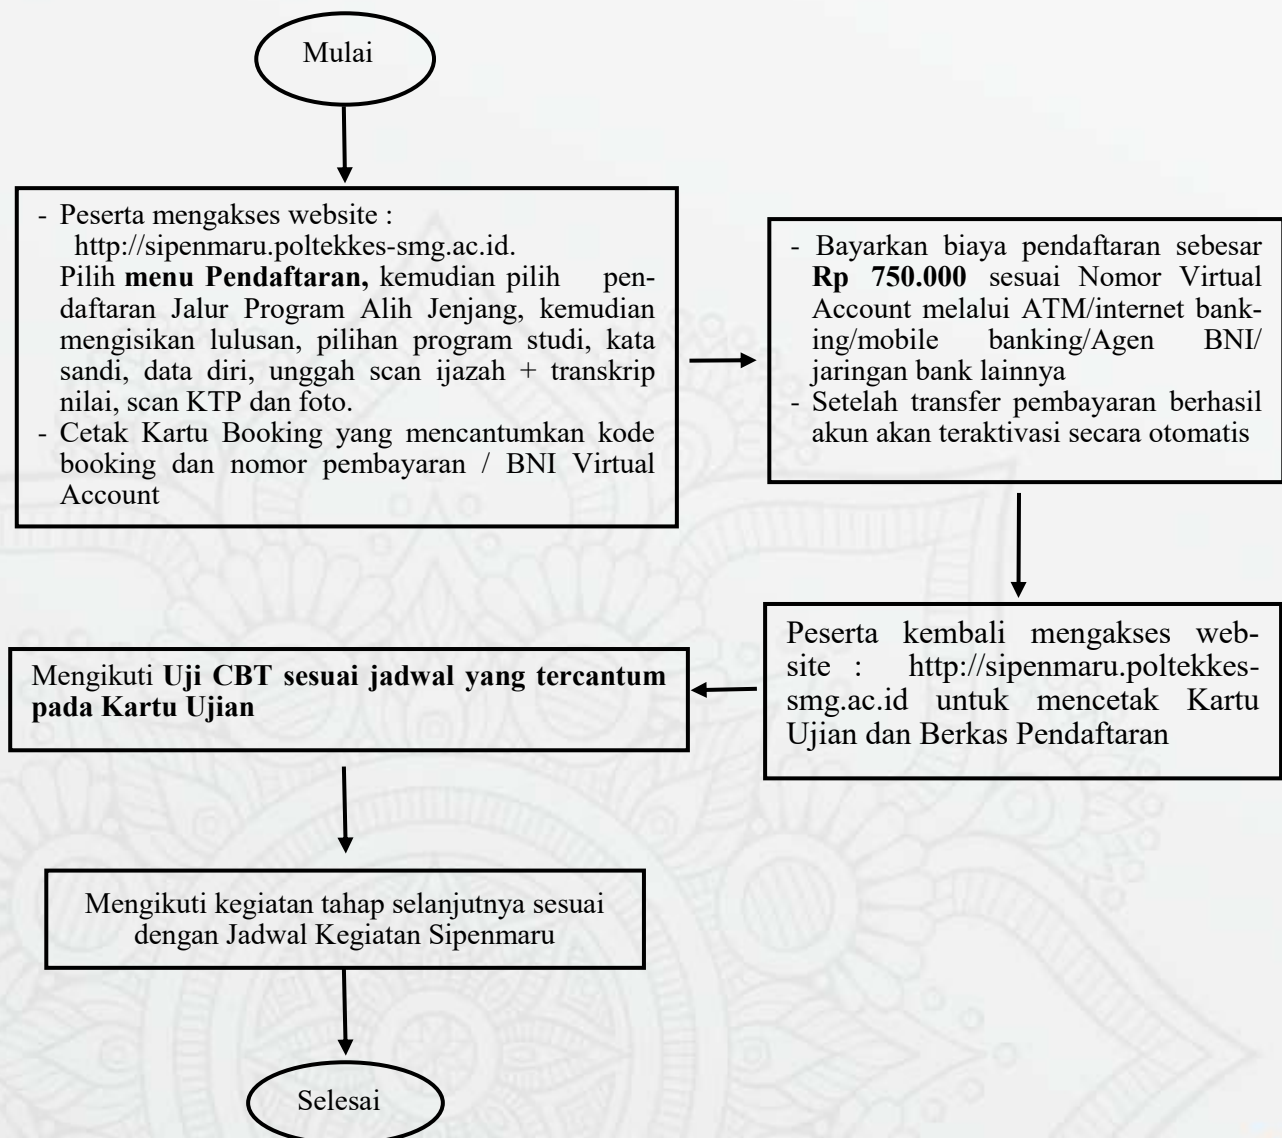 Mulai
- Peserta mengakses website :
http://sipenmaru.poltekkes-smg.ac.id.
Pilih menu Pendaftaran, kemudian pilih pen-
daftaran Jalur Program Alih Jenjang, kemudian
mengisikan lulusan, pilihan program studi, kata
sandi, data diri, unggah scan ijazah + transkrip
nilai, scan KTP dan foto.
- Cetak Kartu Booking yang mencantumkan kode
booking dan nomor pembayaran / BNI Virtual
Account
- Bayarkan biaya pendaftaran sebesar
Rp 750.000 sesuai Nomor Virtual
Account melalui ATM/internet bank-
ing/mobile banking/Agen BNI/
jaringan bank lainnya
- Setelah transfer pembayaran berhasil
akun akan teraktivasi secara otomatis
Peserta kembali mengakses web-
site : http://sipenmaru.poltekkes-
smg.ac.id untuk mencetak Kartu
Ujian dan Berkas Pendaftaran
Mengikuti Uji CBT sesuai jadwal yang tercantum
pada Kartu Ujian
Mengikuti kegiatan tahap selanjutnya sesuai
dengan Jadwal Kegiatan Sipenmaru
Selesai